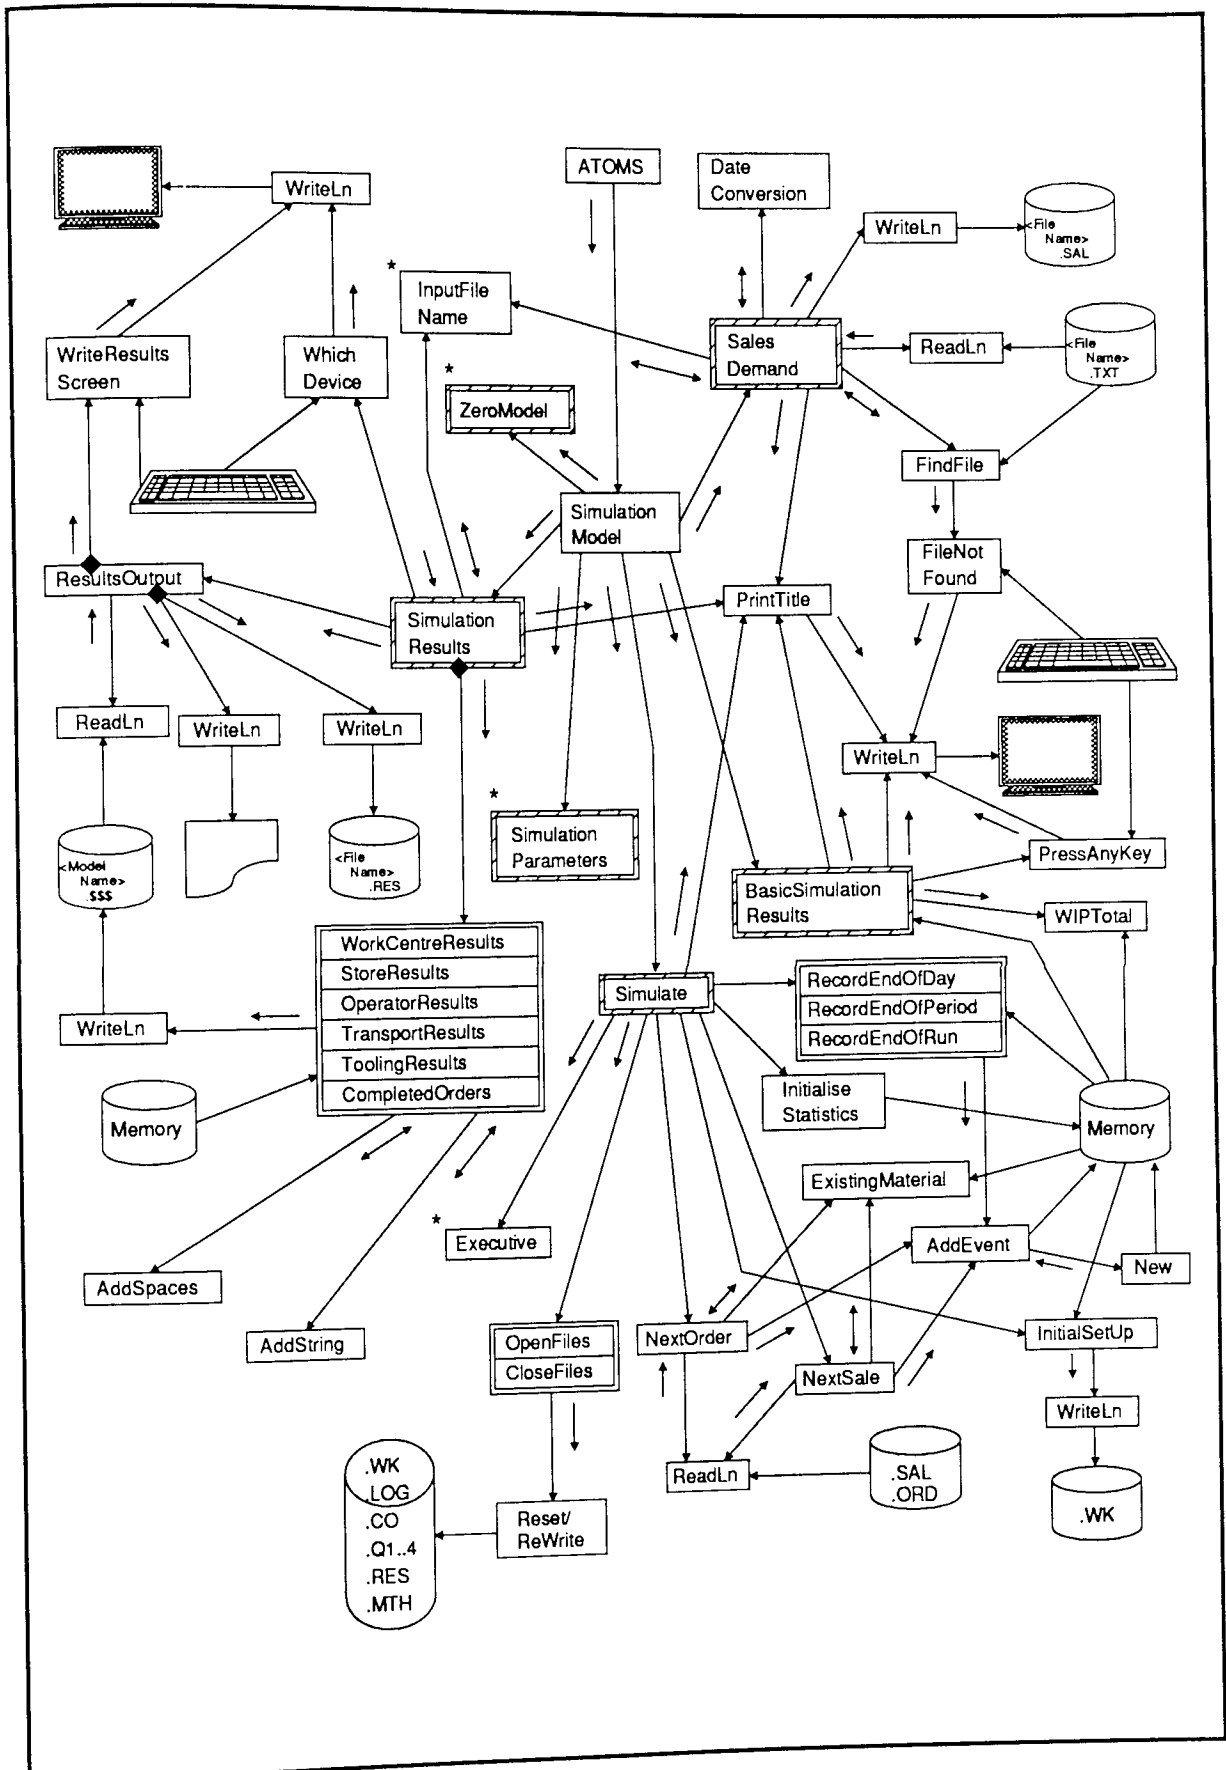 ATOMS
Date
Conversion
WriteLn
WriteLn
<File
Name>
.SAL
*
InputFile
Name
WriteResults
Screen
Which
Device
Sales
Demand
ReadLn
<File
Name>
.TXT
*
ZeroModel
FindFile
Simulation
Model
FileNot
Found
ResultsOutput
Simulation
Results
PrintTitle
ReadLn
WriteLn
WriteLn
WriteLn
*
Simulation
Parameters
PressAnyKey
<Model
Name>
.$$$
<File
Name>
.RES
BasicSimulation
Results
WIPTotal
WorkCentreResults
StoreResults
OperatorResults
TransportResults
ToolingResults
CompletedOrders
Simulate
RecordEndOfDay
RecordEndOfPeriod
RecordEndOfRun
WriteLn
Memory
Initialise
Statistics
Memory
ExistingMaterial
*
Executive
AddEvent
New
AddSpaces
AddString
OpenFiles
CloseFiles
NextOrder
NextSale
InitialSetUp
WriteLn
ReadLn
.SAL
.ORD
.WK
.WK
.LOG
.CO
.Q1..4
.RES
.MTH
Reset/
ReWrite